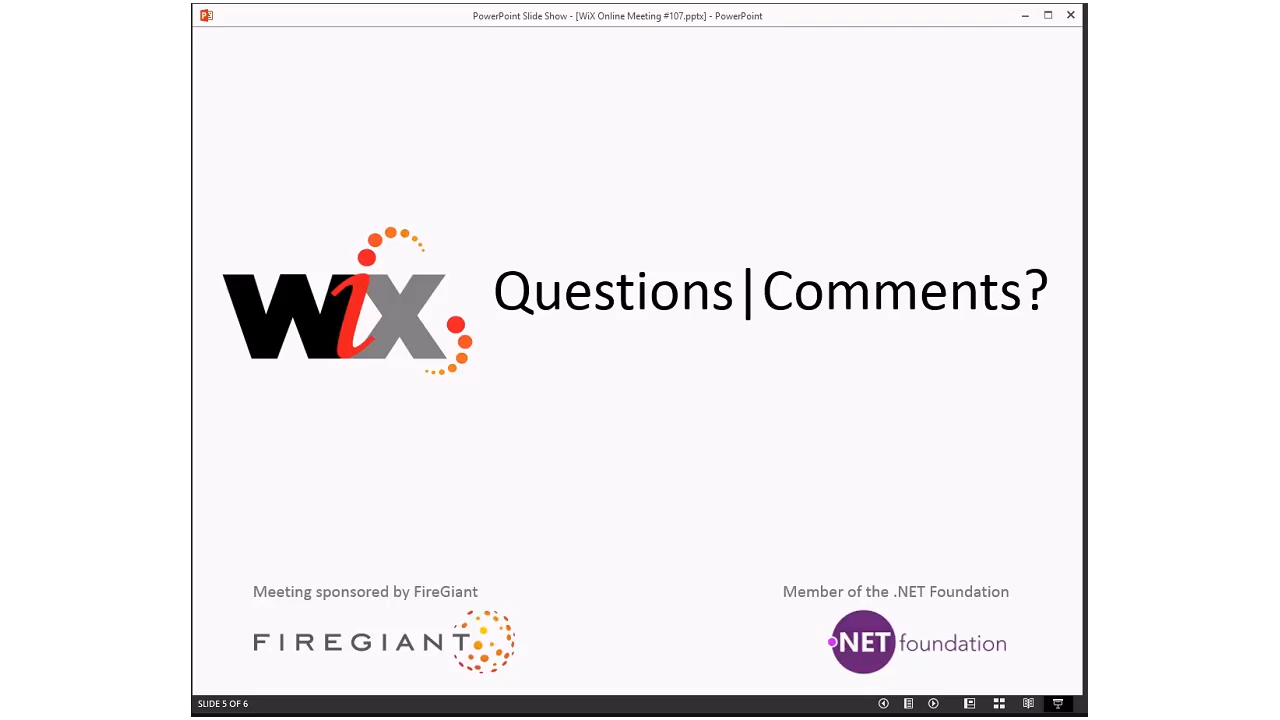 PowerPoint Slide Show - [WiX Online Meeting #107.pptx] - PowerPoint
WiX
Questions|Comments?
Meeting sponsored by FireGiant
Member of the .NET Foundation
FIREGIANT
.NET foundation
SLIDE 5 OF 6